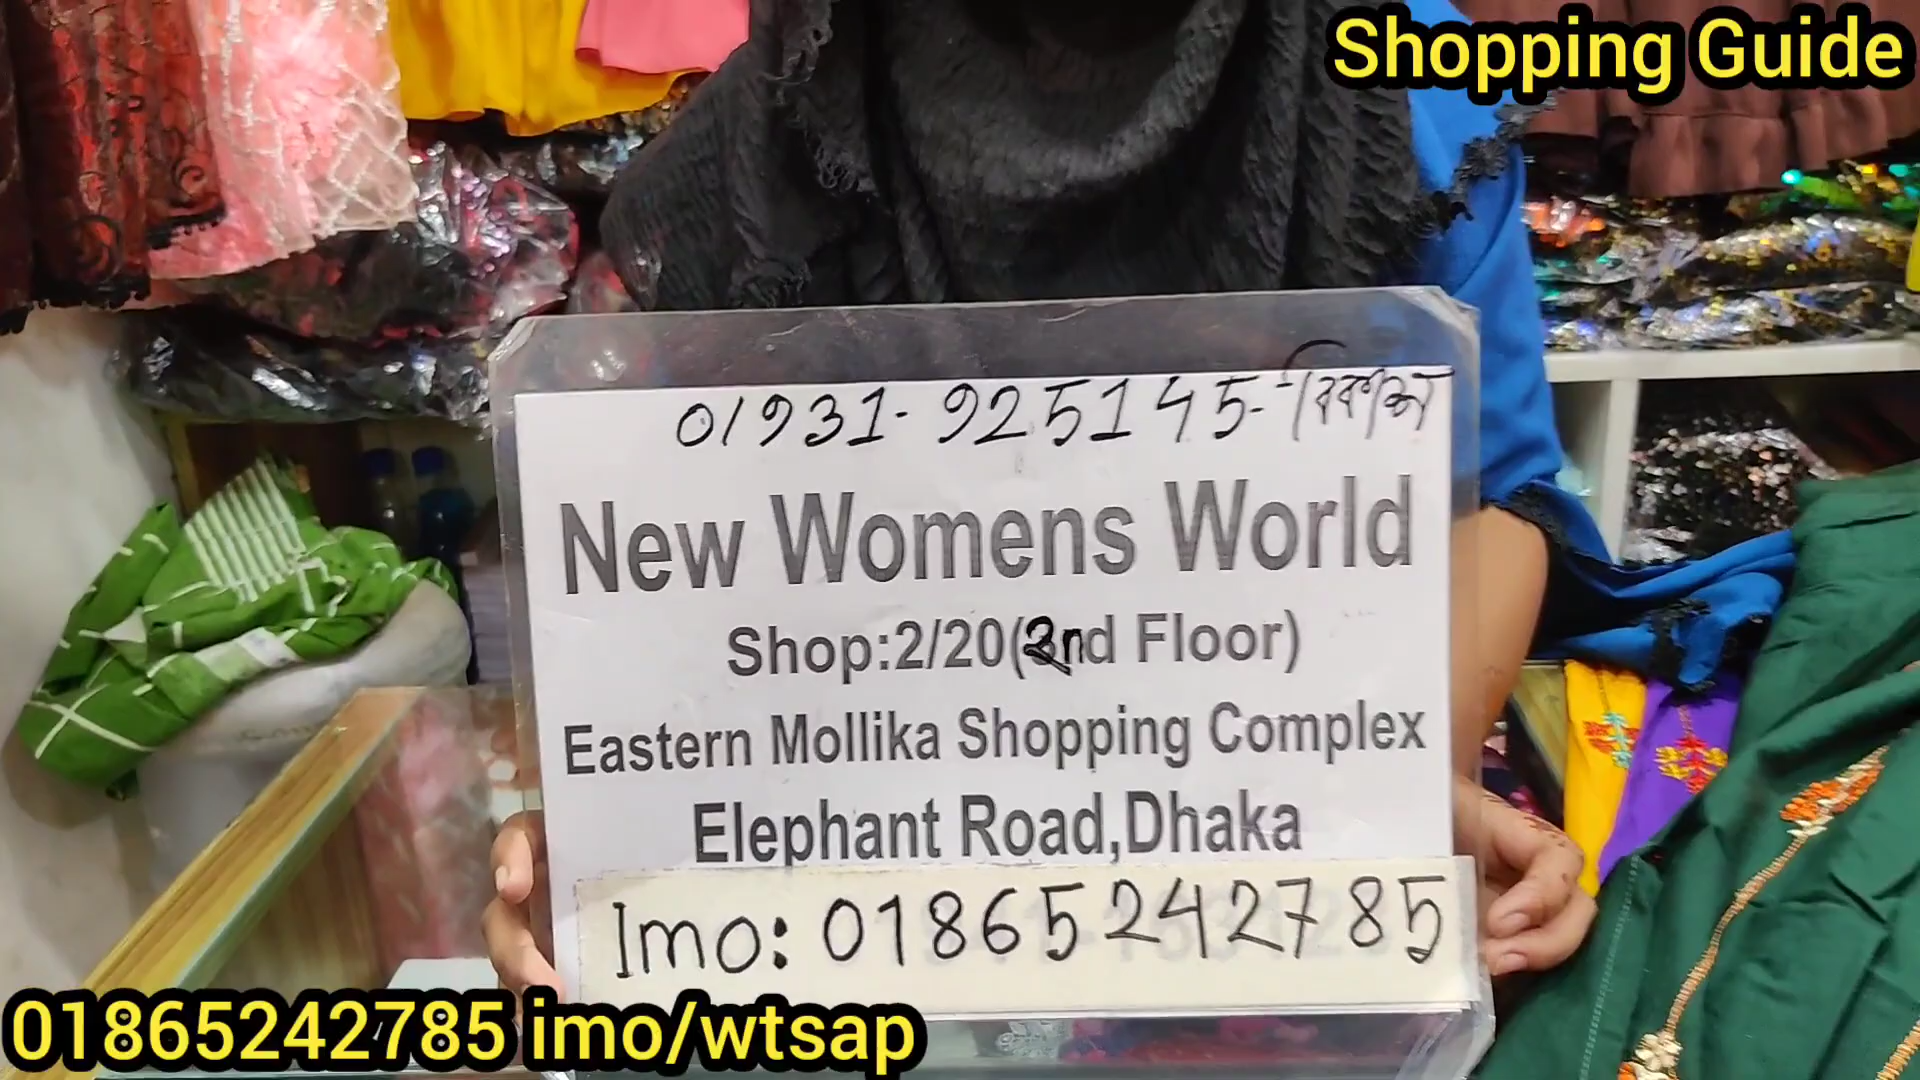 Shopping Guide
01931-925145-বিকাশ
New Womens World
Shop:2/20(2nd Floor)
Eastern Mollika Shopping Complex
Elephant Road,Dhaka
Imo: 01865242785
01865242785 imo/wtsap